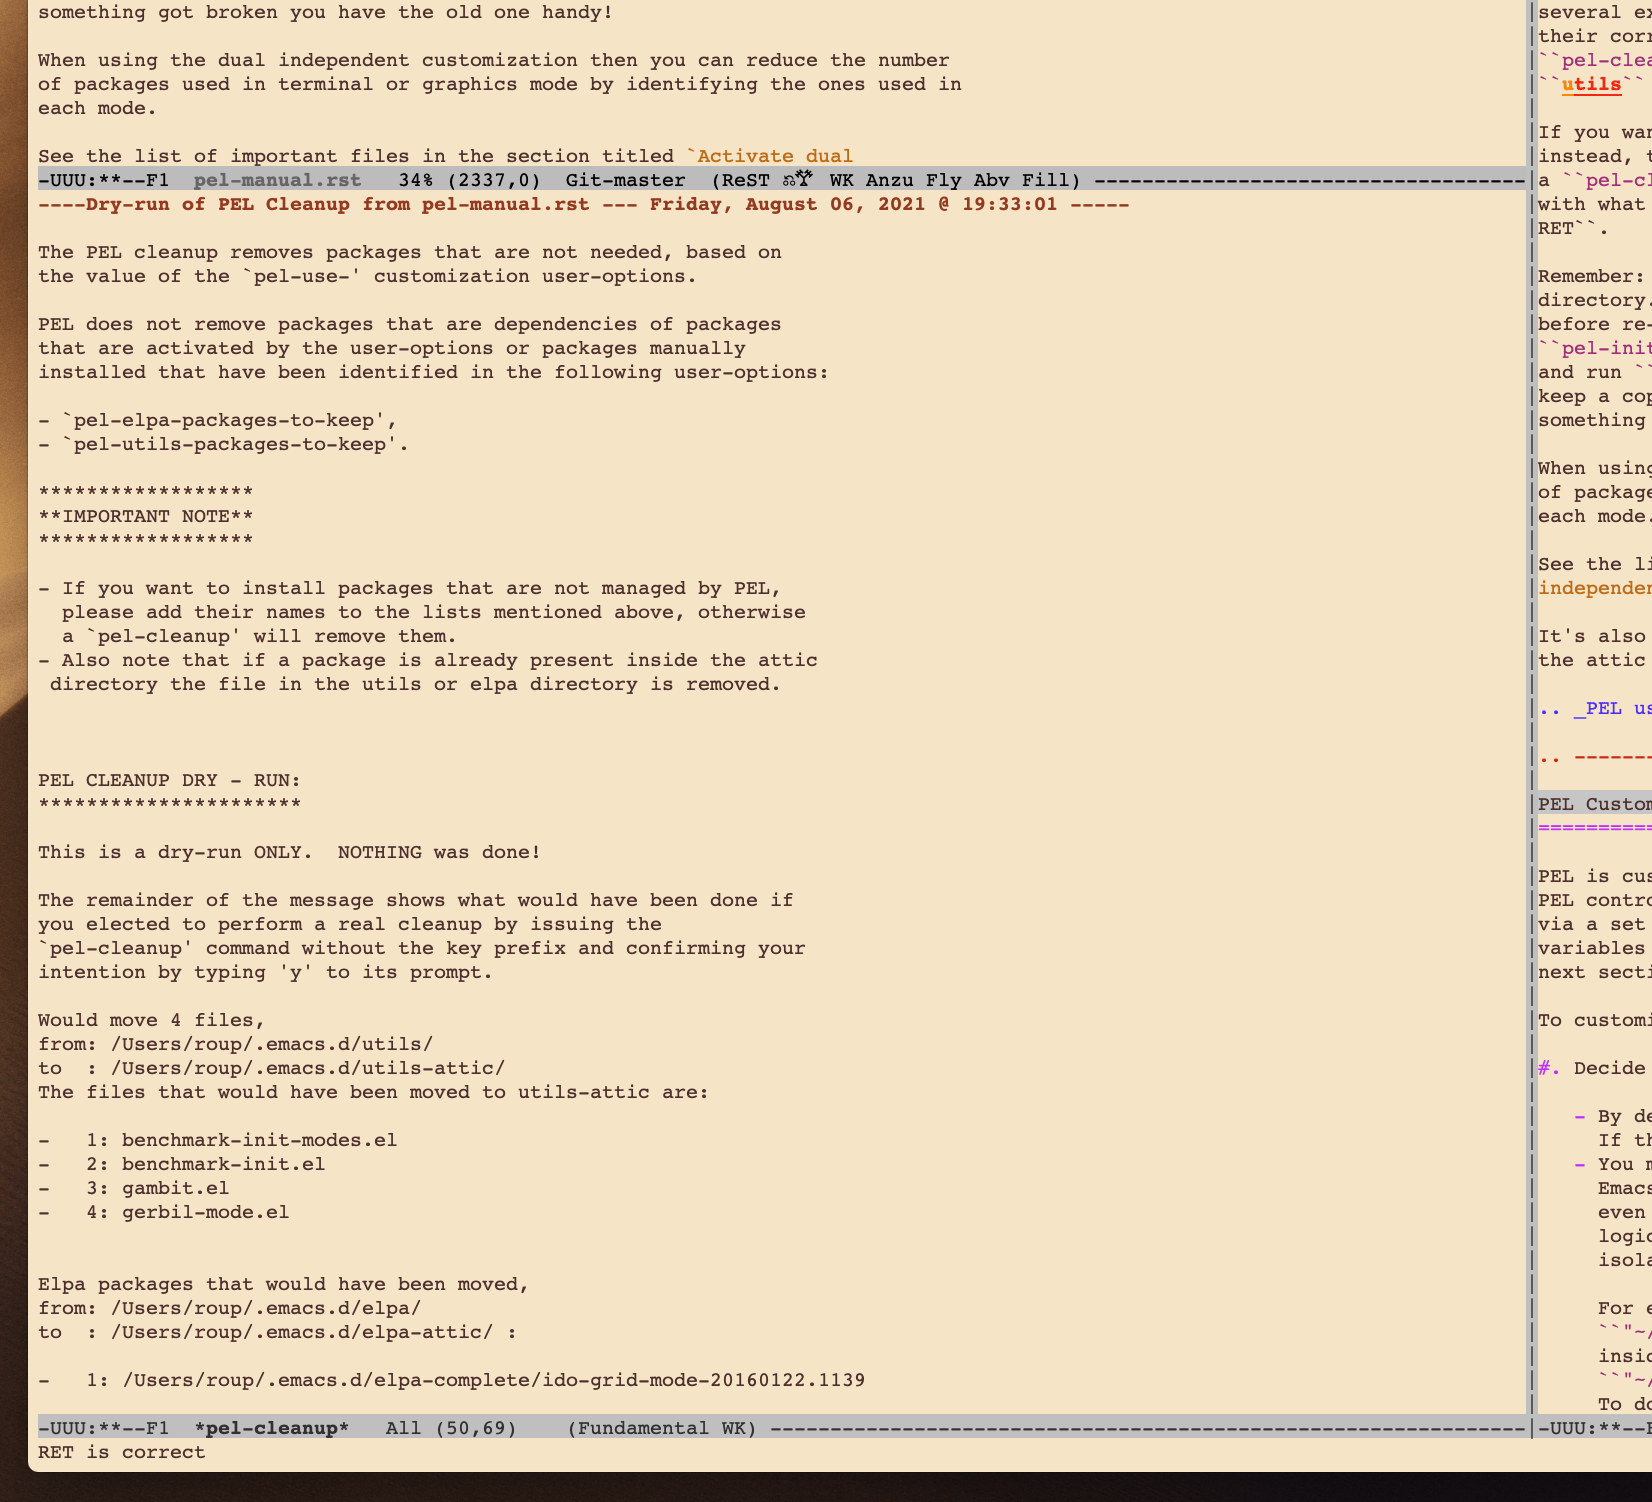 something got broken you have the old one handy!
When using the dual independent customization then you can reduce the number
of packages used in terminal or graphics mode by identifying the ones used in
each mode.
See the list of important files in the section titled `Activate dual
-UUU:**--F1  pel-manual.rst   34% (2337,0)  Git-master  (ReST WK Anzu Fly Abv Fill) ------------------------------------
----Dry-run of PEL Cleanup from pel-manual.rst --- Friday, August 06, 2021 @ 19:33:01 -----
The PEL cleanup removes packages that are not needed, based on
the value of the `pel-use-' customization user-options.
PEL does not remove packages that are dependencies of packages
that are activated by the user-options or packages manually
installed that have been identified in the following user-options:
- `pel-elpa-packages-to-keep',
- `pel-utils-packages-to-keep'.
******************
**IMPORTANT NOTE**
******************
- If you want to install packages that are not managed by PEL,
  please add their names to the lists mentioned above, otherwise
  a `pel-cleanup' will remove them.
- Also note that if a package is already present inside the attic
 directory the file in the utils or elpa directory is removed.
PEL CLEANUP DRY - RUN:
**********************
This is a dry-run ONLY.  NOTHING was done!
The remainder of the message shows what would have been done if
you elected to perform a real cleanup by issuing the
`pel-cleanup' command without the key prefix and confirming your
intention by typing 'y' to its prompt.
Would move 4 files,
from: /Users/roup/.emacs.d/utils/
to  : /Users/roup/.emacs.d/utils-attic/
The files that would have been moved to utils-attic are:
-   1: benchmark-init-modes.el
-   2: benchmark-init.el
-   3: gambit.el
-   4: gerbil-mode.el
Elpa packages that would have been moved,
from: /Users/roup/.emacs.d/elpa/
to  : /Users/roup/.emacs.d/elpa-attic/ :
-   1: /Users/roup/.emacs.d/elpa-complete/ido-grid-mode-20160122.1139
-UUU:**--F1  *pel-cleanup*   All (50,69)    (Fundamental WK) ---------------------------------------------------------------
RET is correct
several ex
their corr
``pel-clea
``utils``
If you wan
instead, t
a ``pel-cl
with what
RET``.
Remember:
directory.
before re-
``pel-init
and run ``
keep a cop
something
When using
of package
each mode.
See the li
independen
It's also
the attic
.. _PEL us
.. -------
PEL Custom
==========
PEL is cus
PEL contro
via a set
variables
next secti
To customi
#. Decide
   - By de
     If th
   - You m
     Emacs
     even
     logic
     isola
     For e
     ``"~/
     insid
     ``"~/
     To do
-UUU:**--F